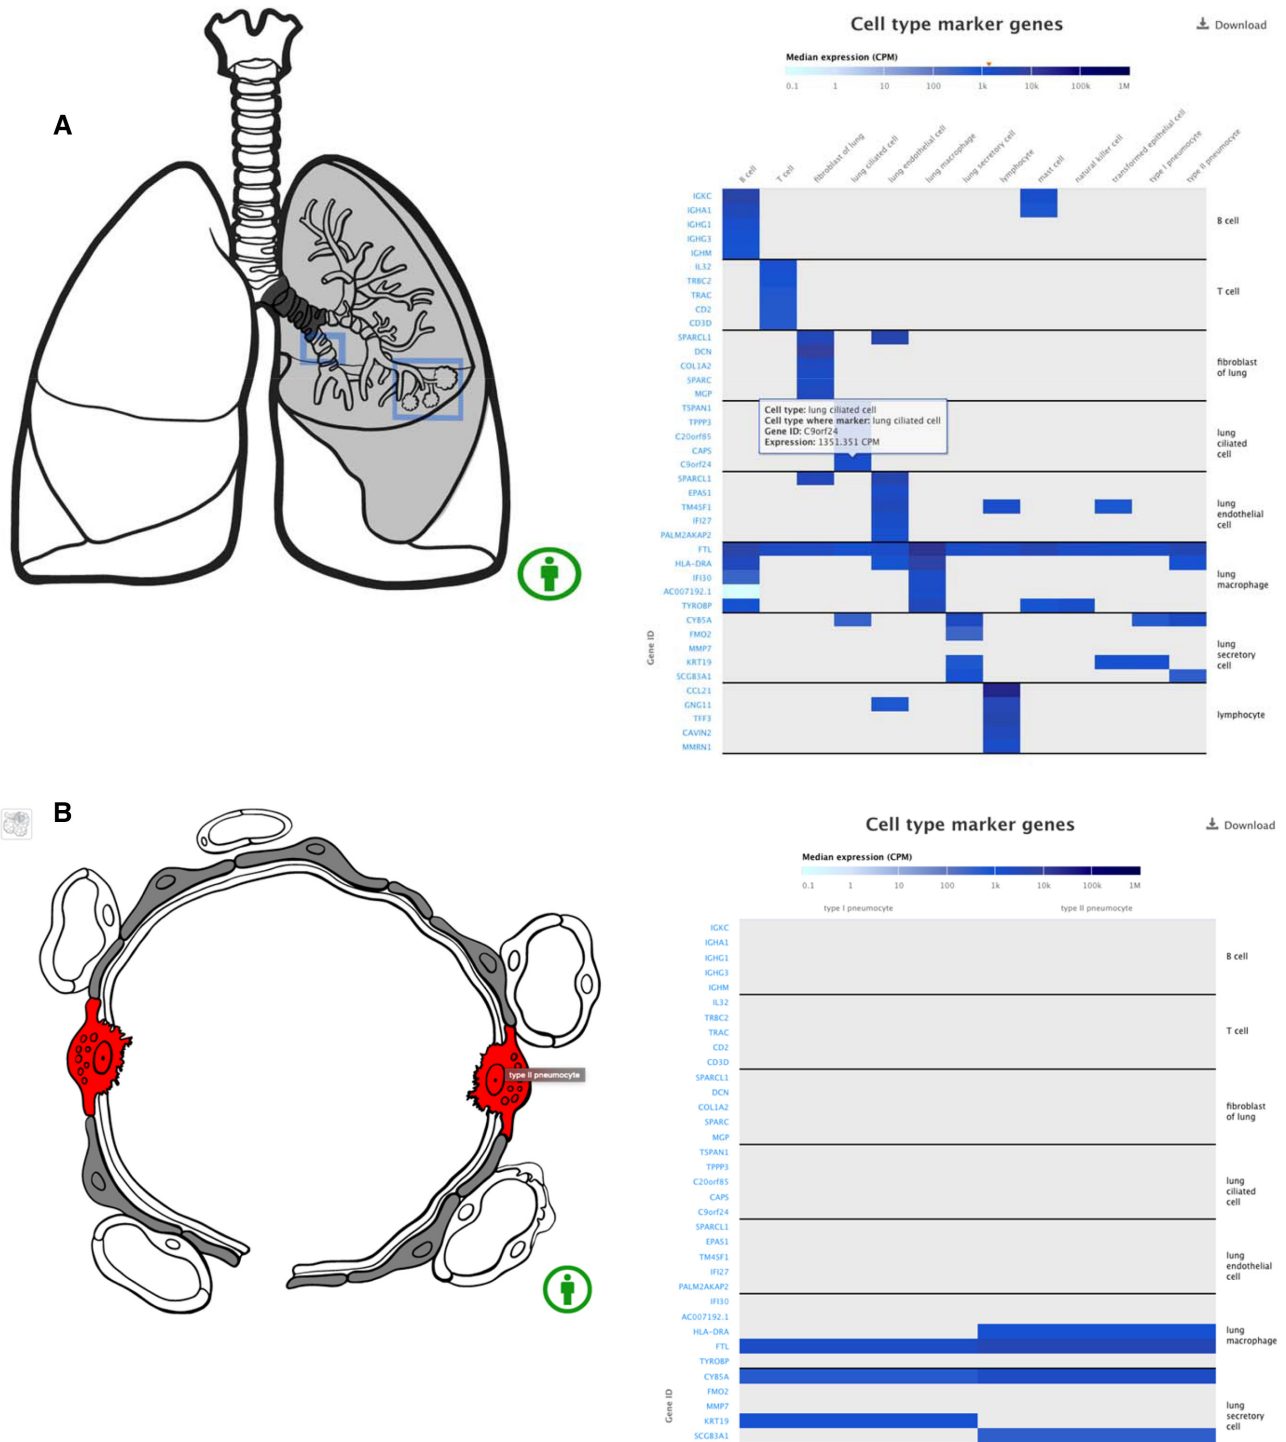 A
Cell type marker genes
Download
Median expression (CPM)
0.1 1 10 100 1k 10k 100k 1M
B cell
T cell
fibroblast of lung
lung ciliated cell
lung endothelial cell
lung macrophage
lung secretory cell
lymphocyte
mast cell
natural killer cell
transformed epithelial cell
type I pneumocyte
type II pneumocyte
IGKC
IGHA1
IGHG1
IGHG3
IGHM
B cell
IL32
TRBC2
TRAC
CD2
CD3D
T cell
SPARCL1
DCN
COL1A2
SPARC
MGP
fibroblast
of lung
TSPAN1
TPPP3
C20orf85
CAPS
C9orf24
Cell type: lung ciliated cell
Cell type where marker: lung ciliated cell
Gene ID: C9orf24
Expression: 1351.351 CPM
lung
ciliated
cell
SPARCL1
EPAS1
TM4SF1
IFI27
PALM2AKAP2
lung
endothelial
cell
FTL
HLA-DRA
IFI30
AC007192.1
TYROBP
lung
macrophage
CYB5A
FMO2
MMP7
KRT19
SCGB3A1
lung
secretory
cell
CCL21
GNG11
TFF3
CAVIN2
MMRN1
lymphocyte
Gene ID
B
type II pneumocyte
Cell type marker genes
Download
Median expression (CPM)
0.1 1 10 100 1k 10k 100k 1M
type I pneumocyte
type II pneumocyte
IGKC
IGHA1
IGHG1
IGHG3
IGHM
B cell
IL32
TRBC2
TRAC
CD2
CD3D
T cell
SPARCL1
DCN
COL1A2
SPARC
MGP
fibroblast
of lung
TSPAN1
TPPP3
C20orf85
CAPS
C9orf24
lung
ciliated
cell
SPARCL1
EPAS1
TM4SF1
IFI27
PALM2AKAP2
lung
endothelial
cell
IFI30
AC007192.1
HLA-DRA
FTL
TYROBP
lung
macrophage
CYB5A
FMO2
MMP7
KRT19
SCGB3A1
lung
secretory
cell
Gene ID